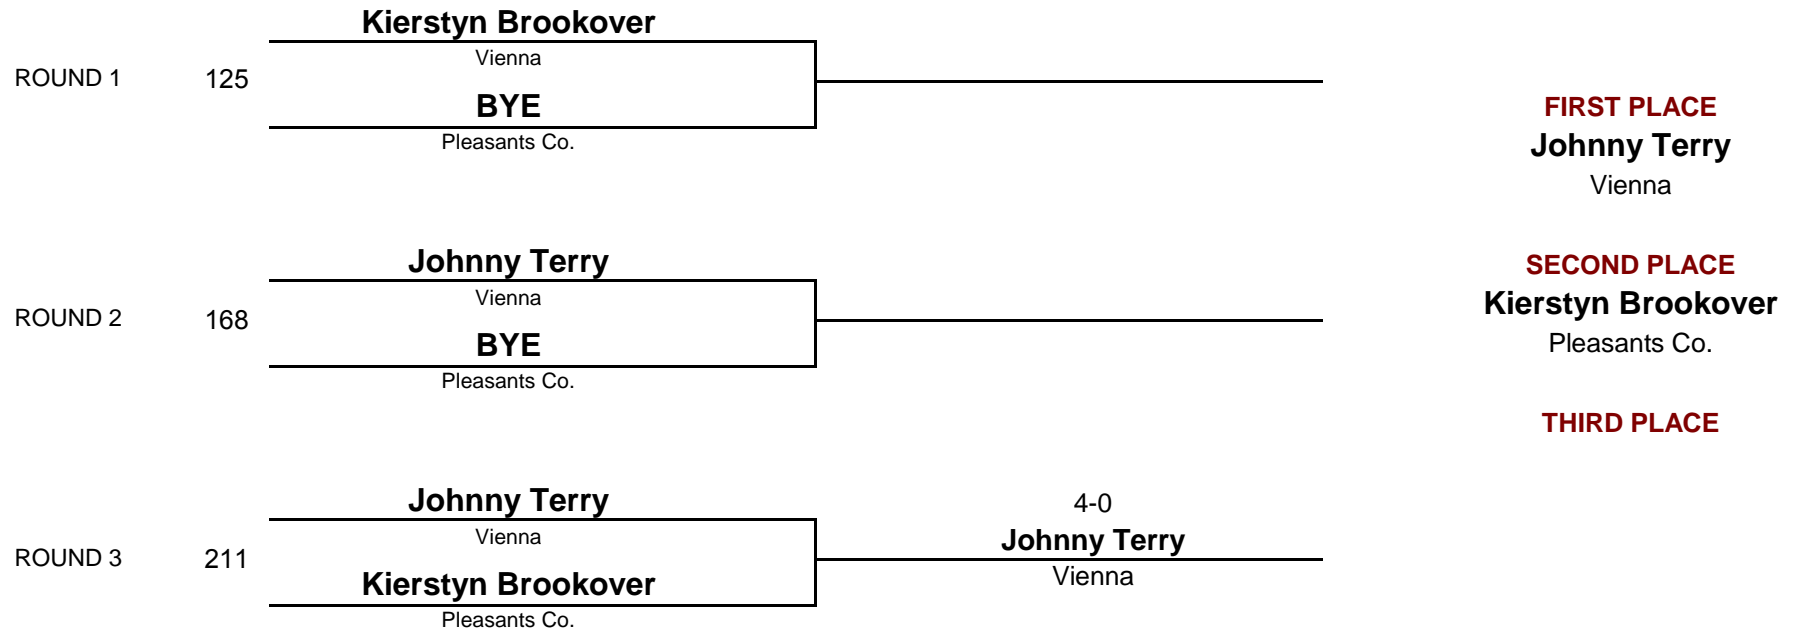 Kierstyn Brookover
Vienna
ROUND 1 125
BYE
Pleasants Co.
FIRST PLACE
Johnny Terry
Vienna
Johnny Terry
Vienna
ROUND 2 168
BYE
Pleasants Co.
SECOND PLACE
Kierstyn Brookover
Pleasants Co.
THIRD PLACE
Johnny Terry
Vienna
ROUND 3 211
Kierstyn Brookover
Pleasants Co.
4-0
Johnny Terry
Vienna